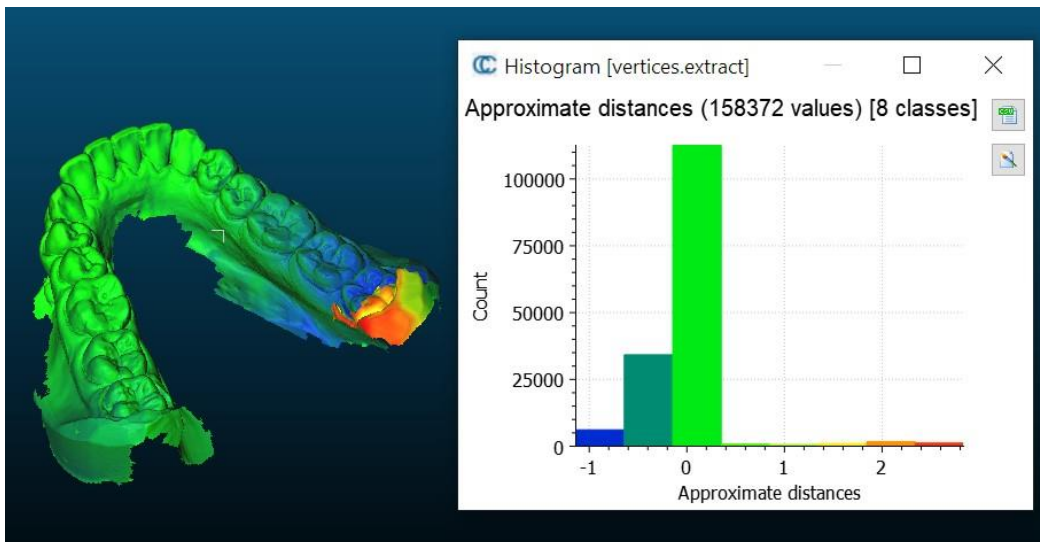 Histogram [vertices.extract]
Approximate distances (158372 values) [8 classes]
CSV
100000
75000
50000
25000
0
Count
-1 0 1 2
Approximate distances